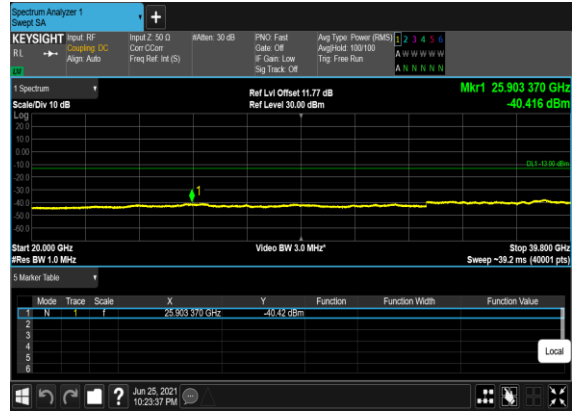 Spectrum Analyzer 1
Swept SA
+
KEYSIGHT Input: RF Input Z: 50 Ω #Atten: 30 dB PNO: Fast Avg Type: Power (RMS) 1 2 3 4 5 6
RL Coupling: DC Corr CCorr Gate: Off Avg|Hold: 100/100 A W W W W W
Align: Auto Freq Ref: Int (S) IF Gain: Low Trig: Free Run
LXI Sig Track: Off A N N N N N
1 Spectrum Ref Lvl Offset 11.77 dB Mkr1 25.903 370 GHz
Scale/Div 10 dB Ref Level 30.00 dBm -40.416 dBm
Log
20.0
10.0
0.00
-10.0 DL1 -13.00 dBm
-20.0
-30.0
1
-40.0
-50.0
-60.0
Start 20.000 GHz Video BW 3.0 MHz* Stop 39.800 GHz
#Res BW 1.0 MHz Sweep ~39.2 ms (40001 pts)
5 Marker Table
Mode Trace Scale X Y Function Function Width Function Value
1 N 1 f 25.903 370 GHz -40.42 dBm
2
3
4
5
6
Local
? Jun 25, 2021
10:23:37 PM